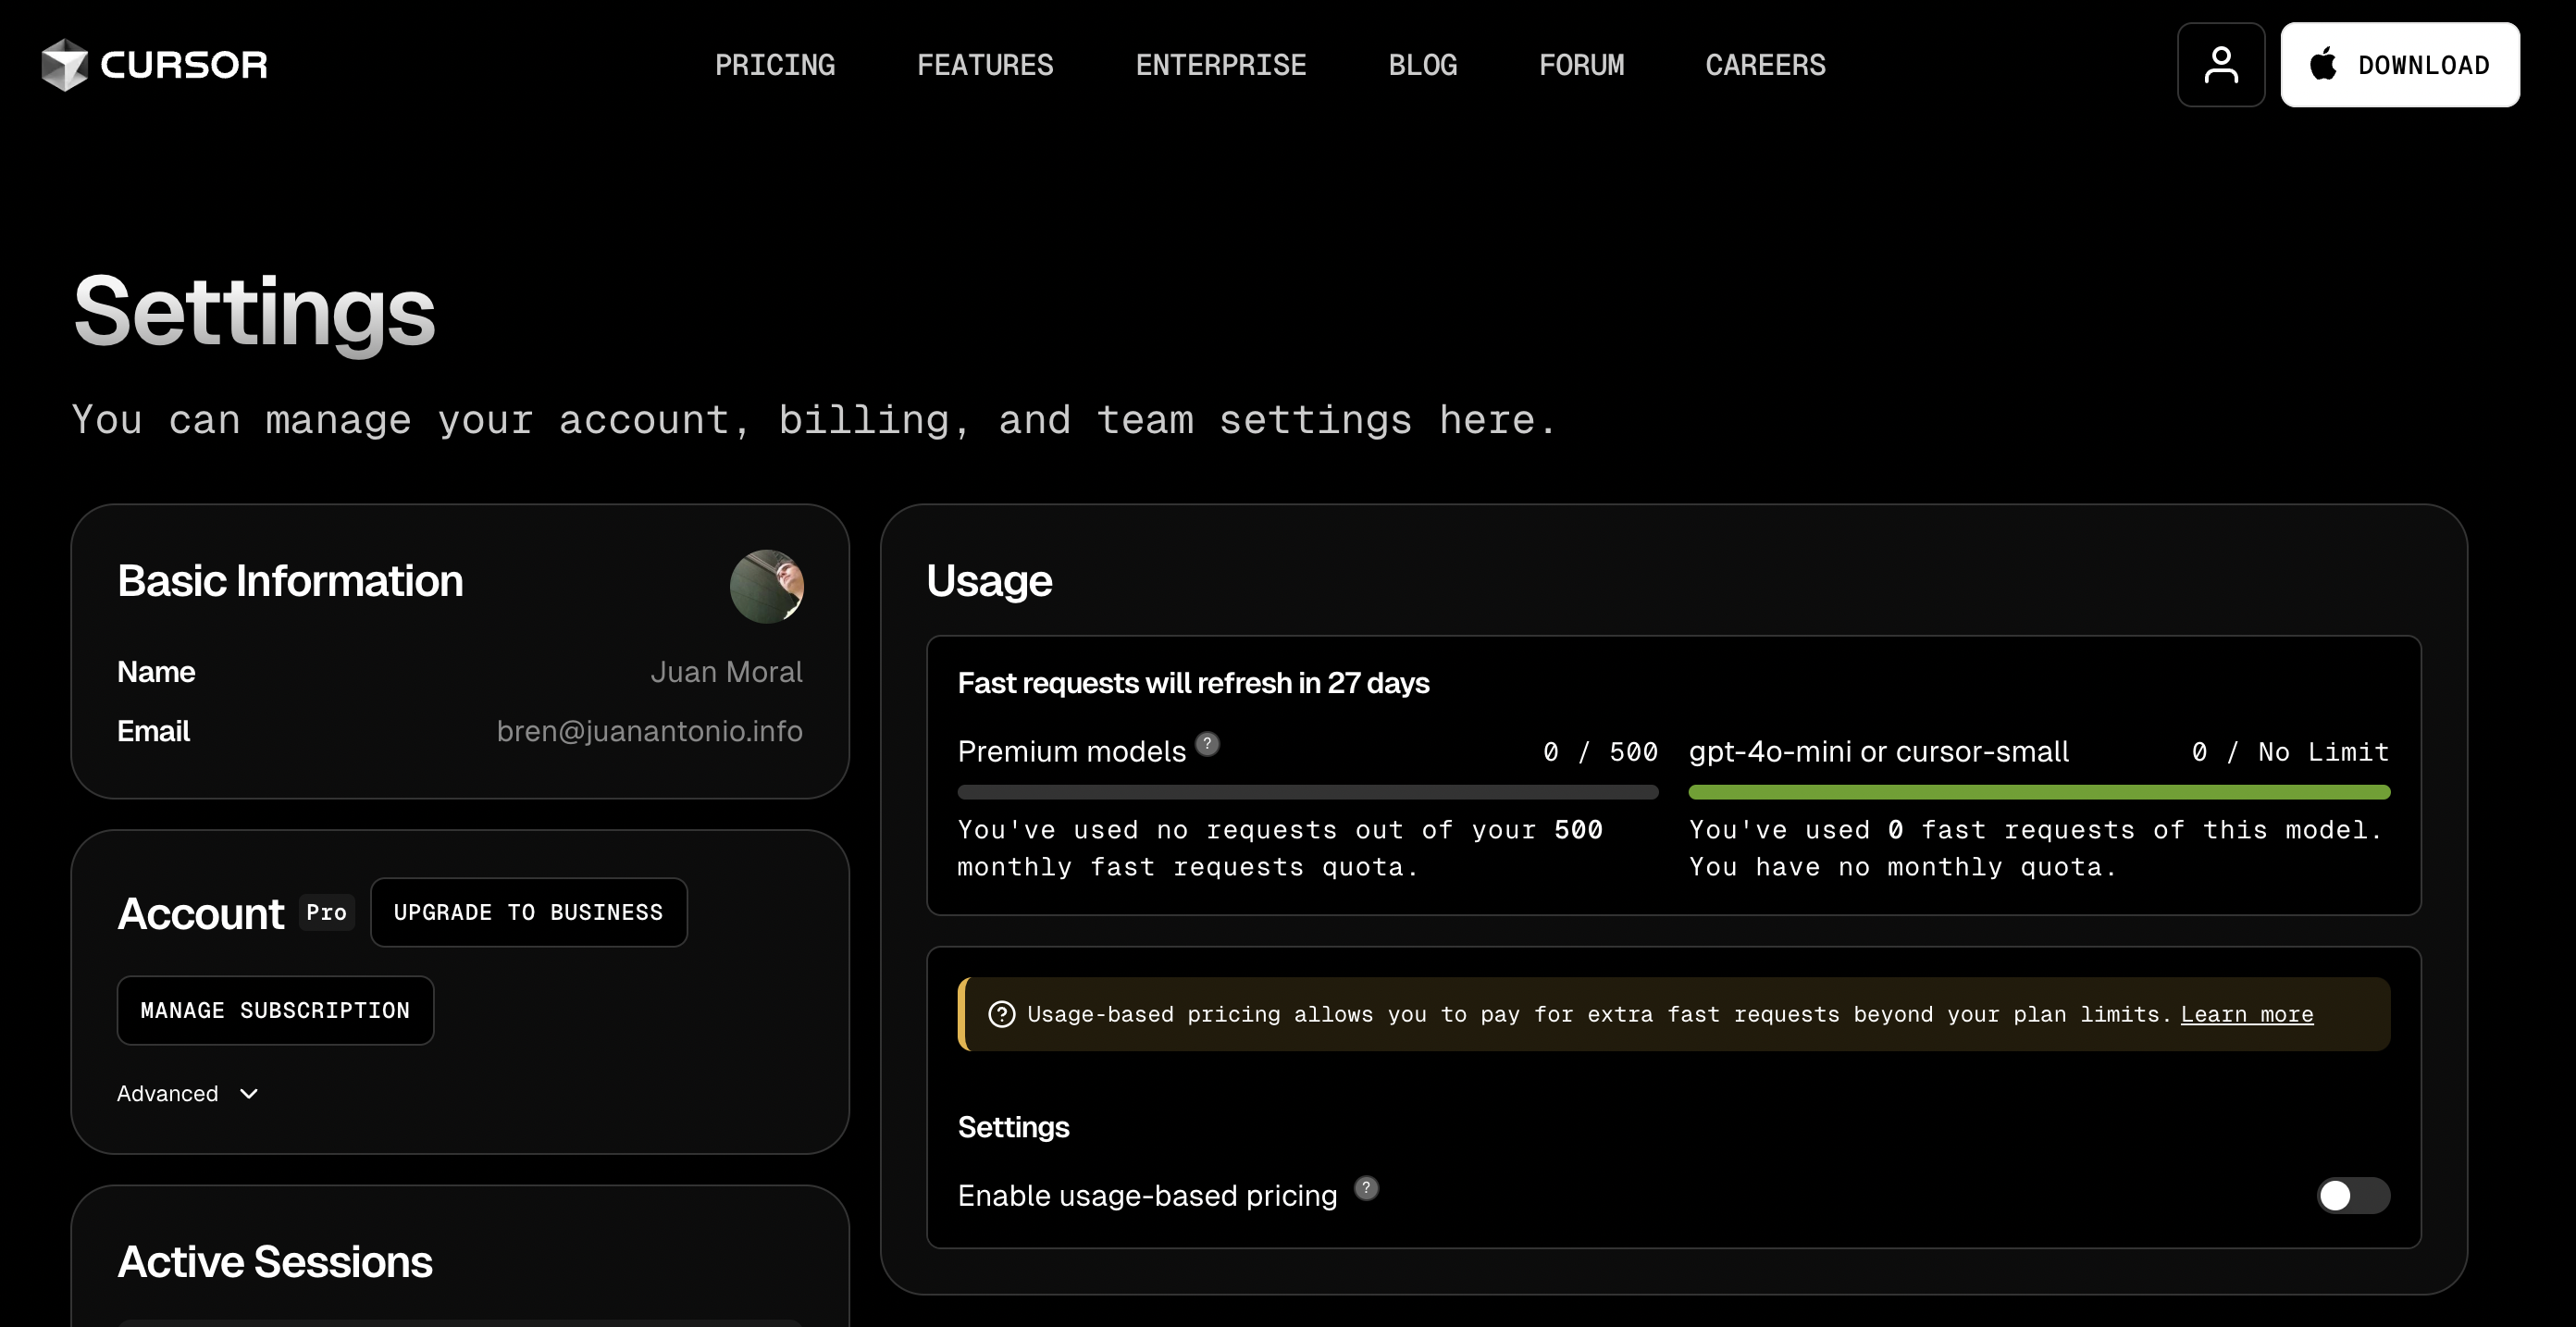 CURSOR
PRICING
FEATURES
ENTERPRISE
BLOG
FORUM
CAREERS
DOWNLOAD
Settings
You can manage your account, billing, and team settings here.
Basic Information
Name
Juan Moral
Email
bren@juanantonio.info
Account
Pro
UPGRADE TO BUSINESS
MANAGE SUBSCRIPTION
Advanced
Active Sessions
Usage
Fast requests will refresh in 27 days
Premium models ?
0 / 500
You've used no requests out of your 500
monthly fast requests quota.
gpt-4o-mini or cursor-small
0 / No Limit
You've used 0 fast requests of this model.
You have no monthly quota.
? Usage-based pricing allows you to pay for extra fast requests beyond your plan limits. Learn more
Settings
Enable usage-based pricing ?